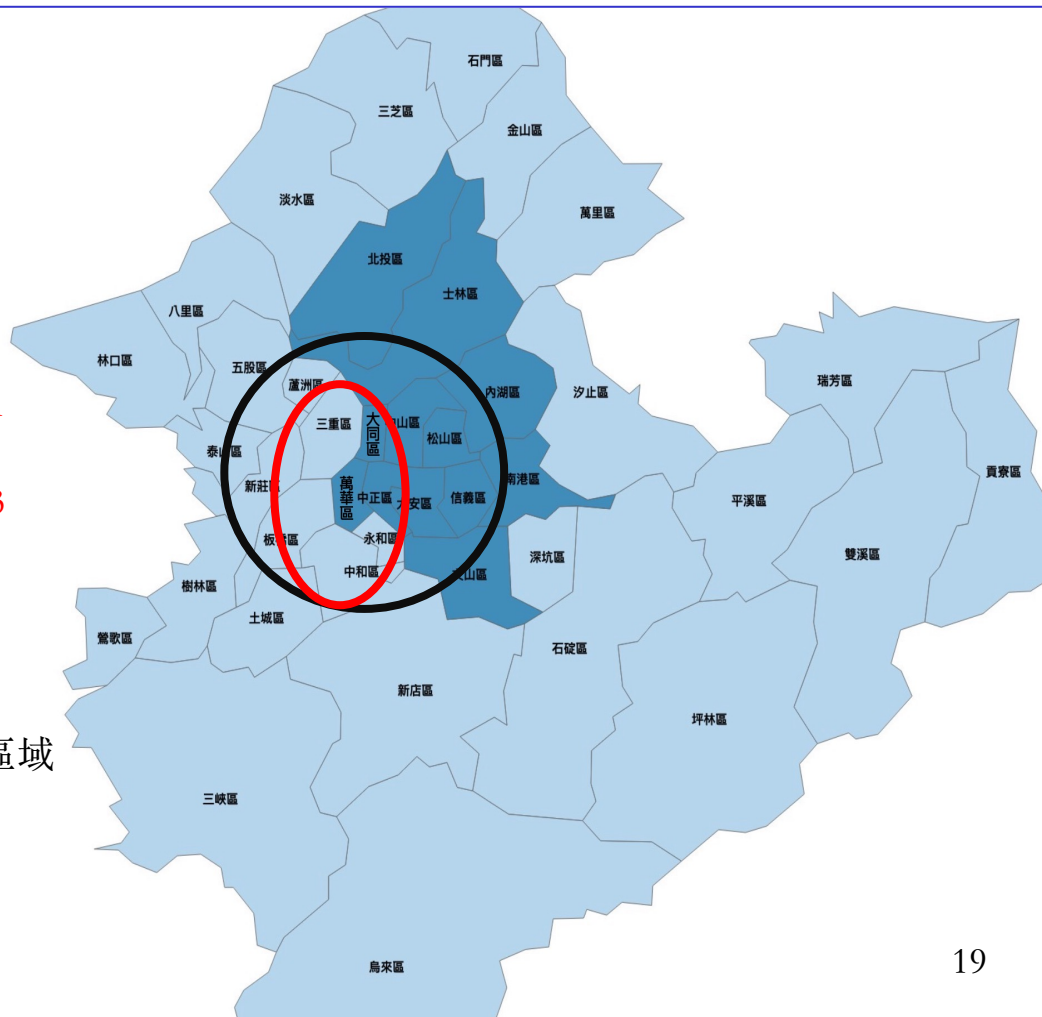 石門區
三芝區
金山區
淡水區
萬里區
北投區
士林區
八里區
林口區
五股區
蘆洲區
內湖區
汐止區
瑞芳區
三重區
大同區
山區
松山區
泰山區
貢寮區
新莊區
萬華區
中正區
大安區
信義區
南港區
平溪區
3
板區
永和區
深坑區
雙溪區
中和區
山區
樹林區
土城區
鶯歌區
石碇區
新店區
坪林區
區域
三峽區
烏來區
19